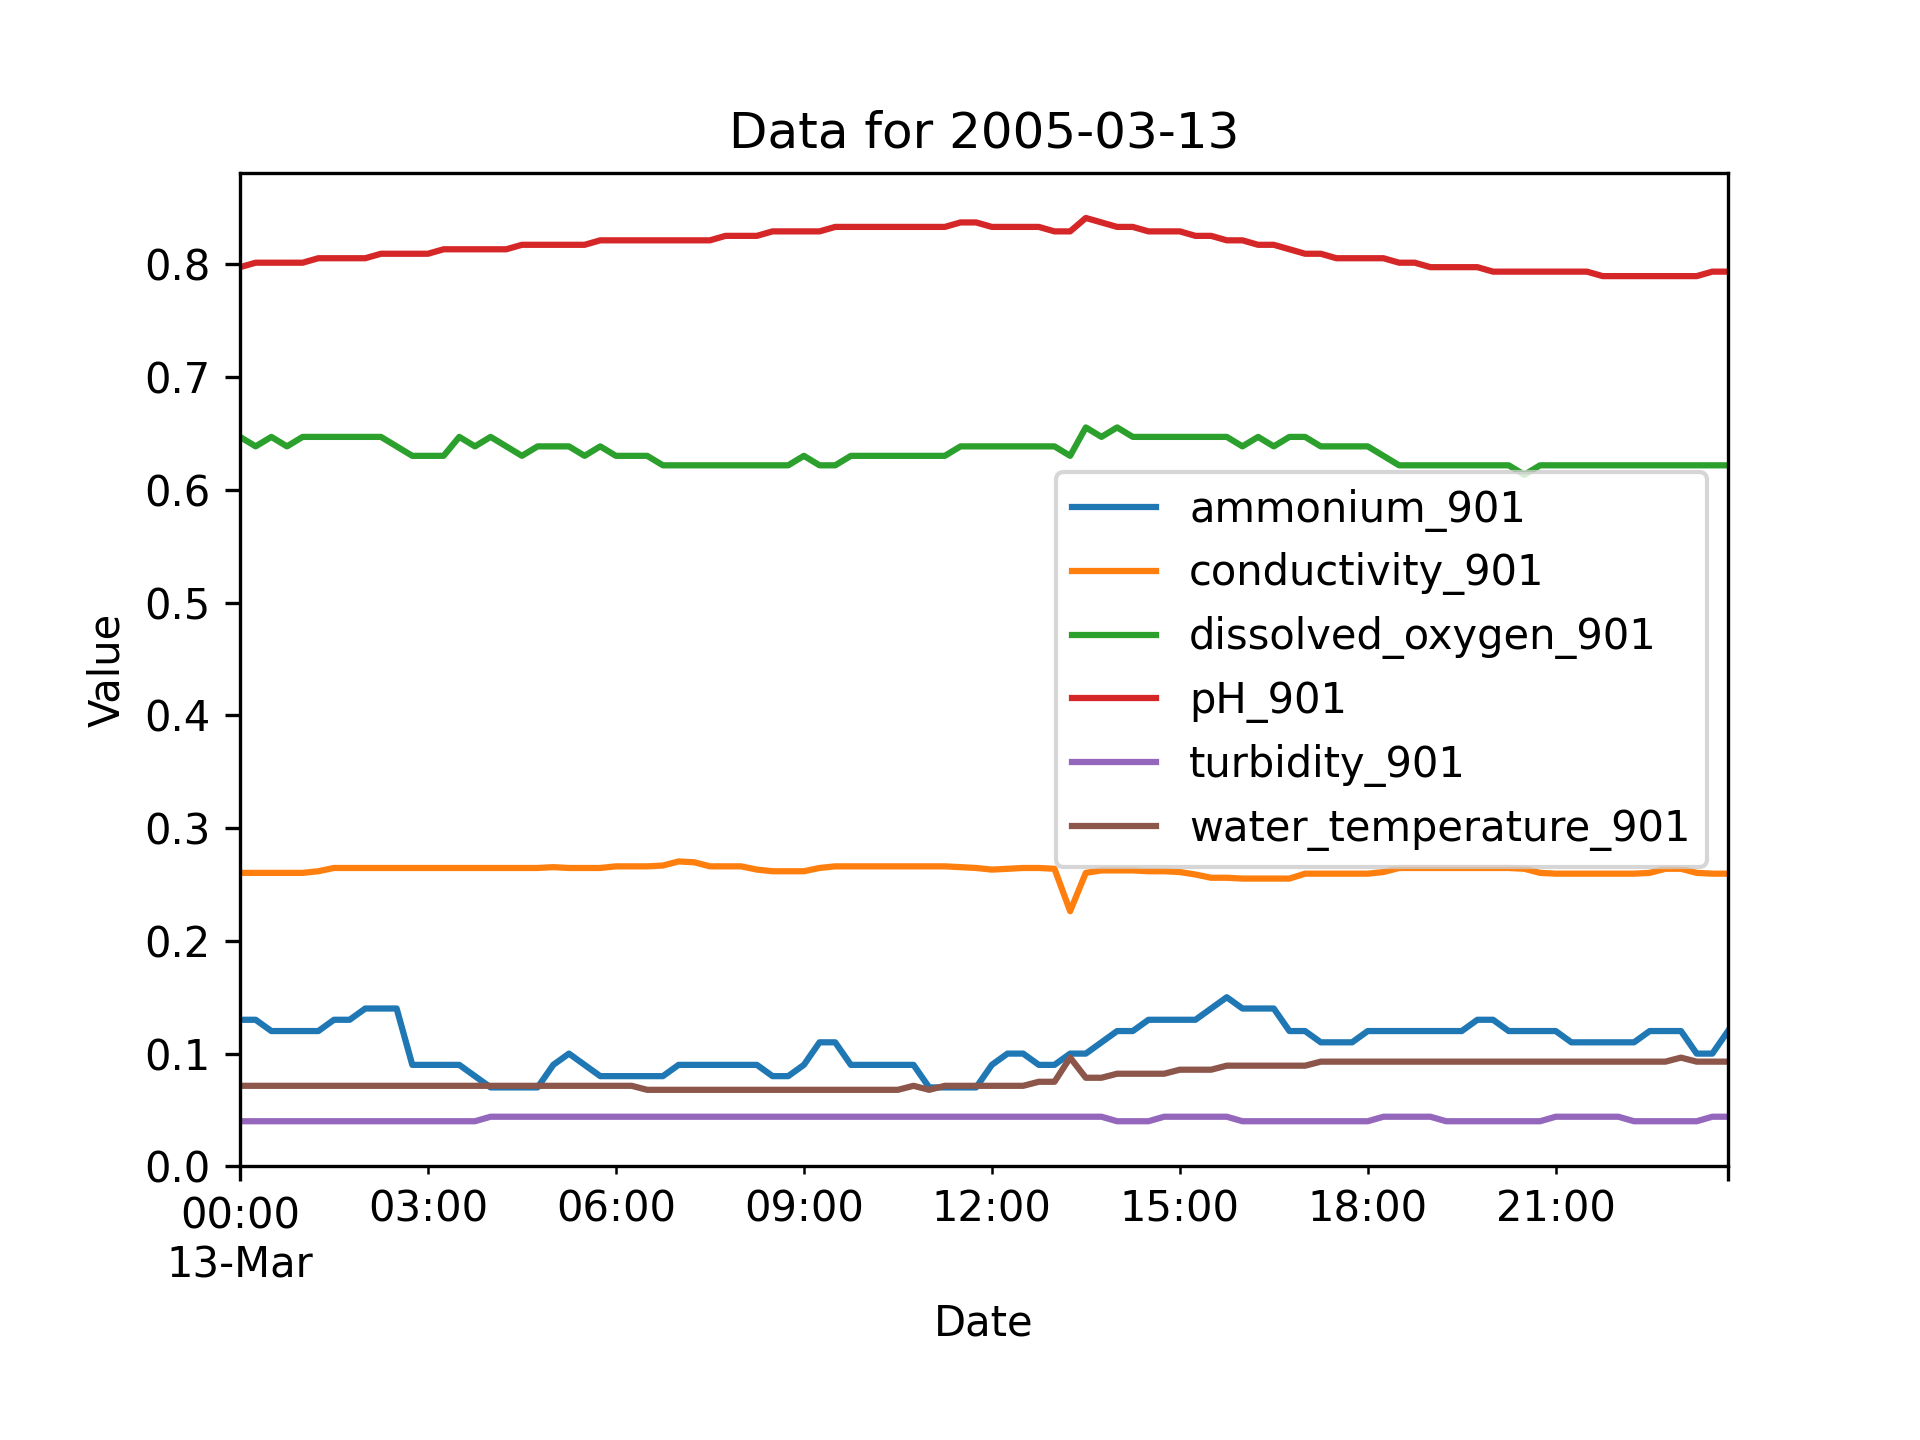 Data for 2005-03-13
Value
0.8
0.7
0.6
0.5
0.4
0.3
0.2
0.1
0.0
ammonium_901
conductivity_901
dissolved_oxygen_901
pH_901
turbidity_901
water_temperature_901
00:00 03:00 06:00 09:00 12:00 15:00 18:00 21:00
13-Mar
Date